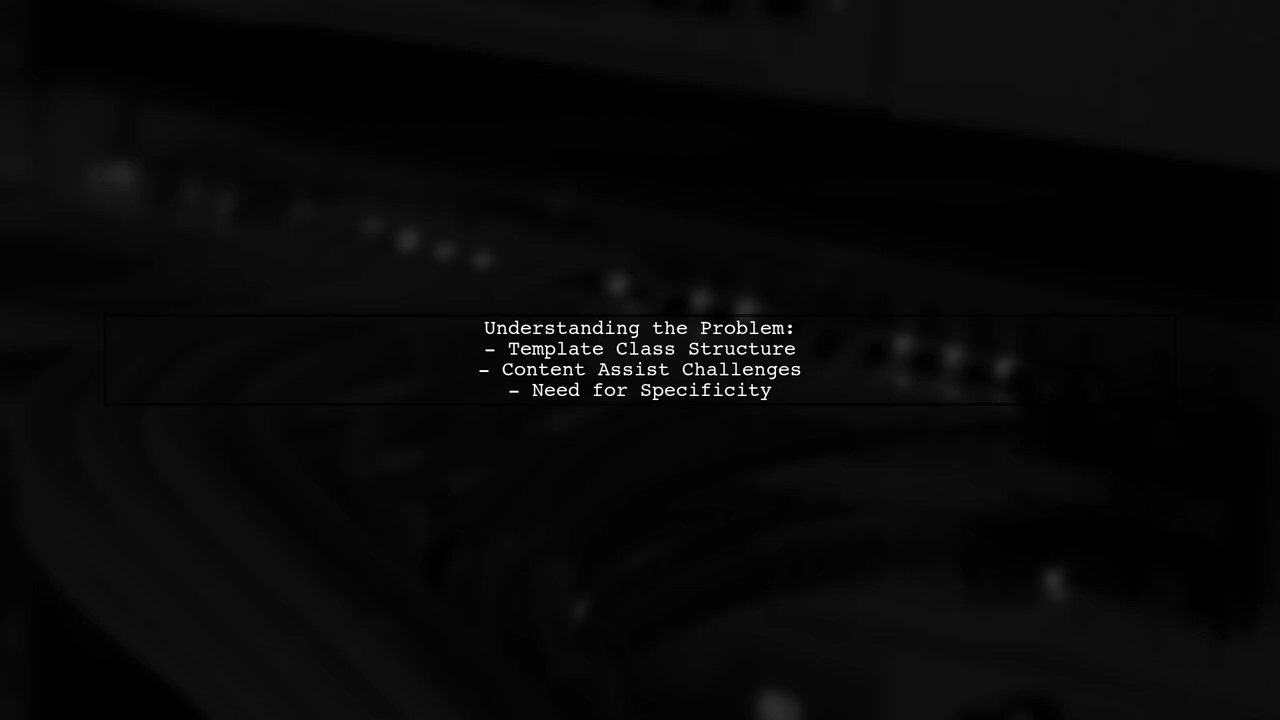 Understanding the Problem:
- Template Class Structure
- Content Assist Challenges
- Need for Specificity